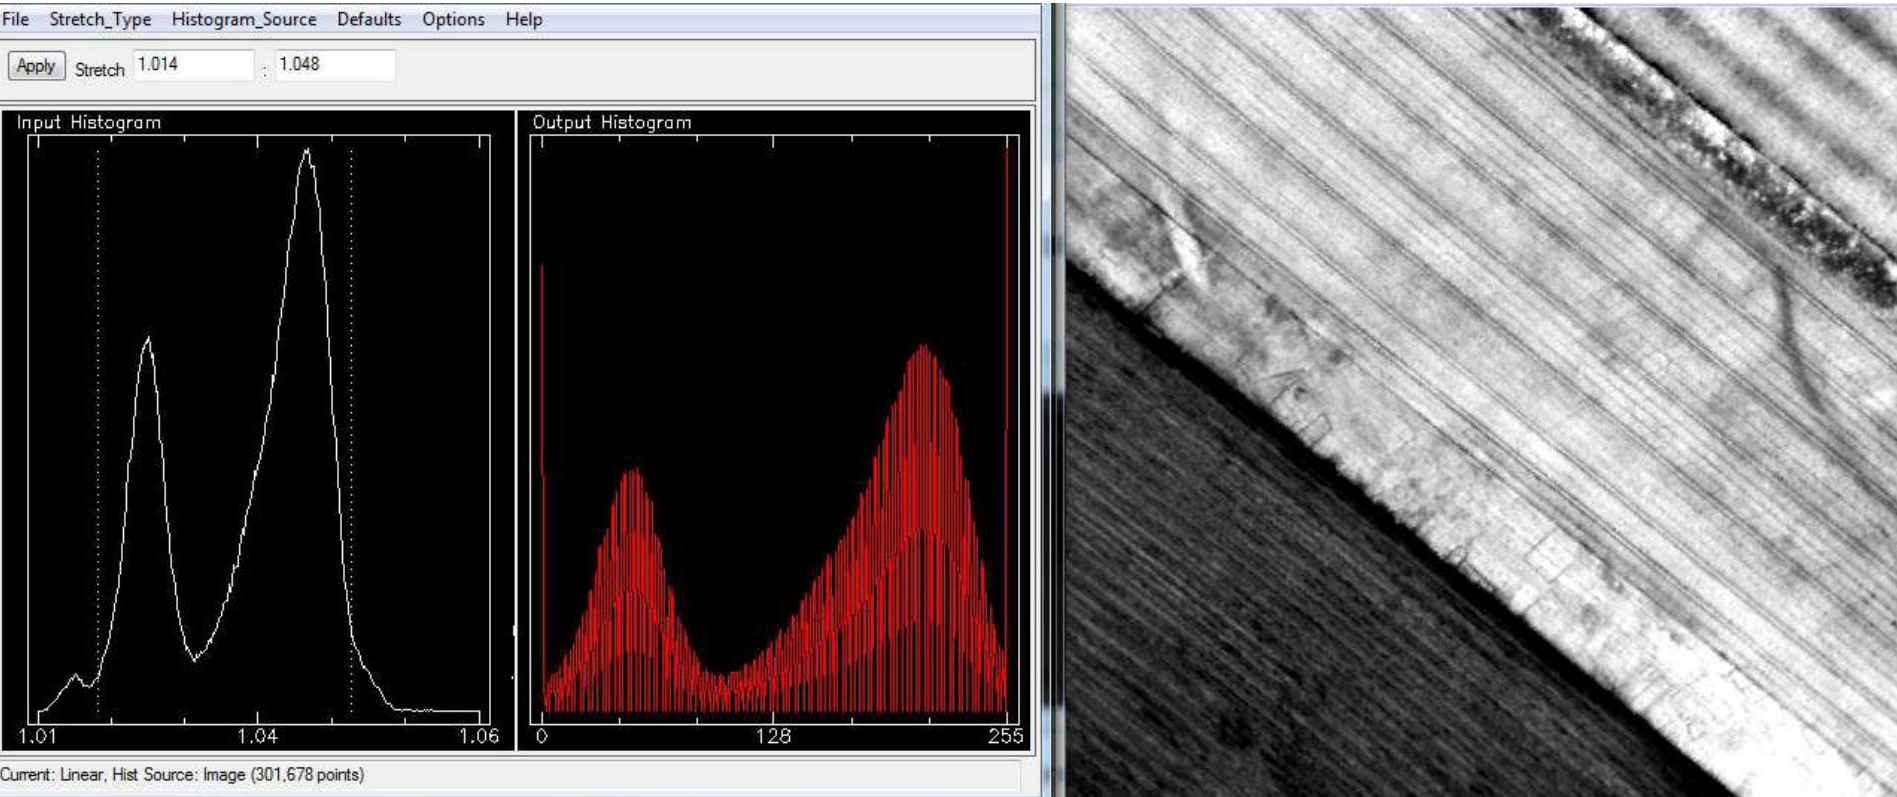 File Stretch_Type Histogram_Source Defaults Options Help
Apply Stretch 1.014 : 1.048
Input Histogram
1.01 1.04 1.06
Output Histogram
0 128 255
Current: Linear, Hist Source: Image (301,678 points)